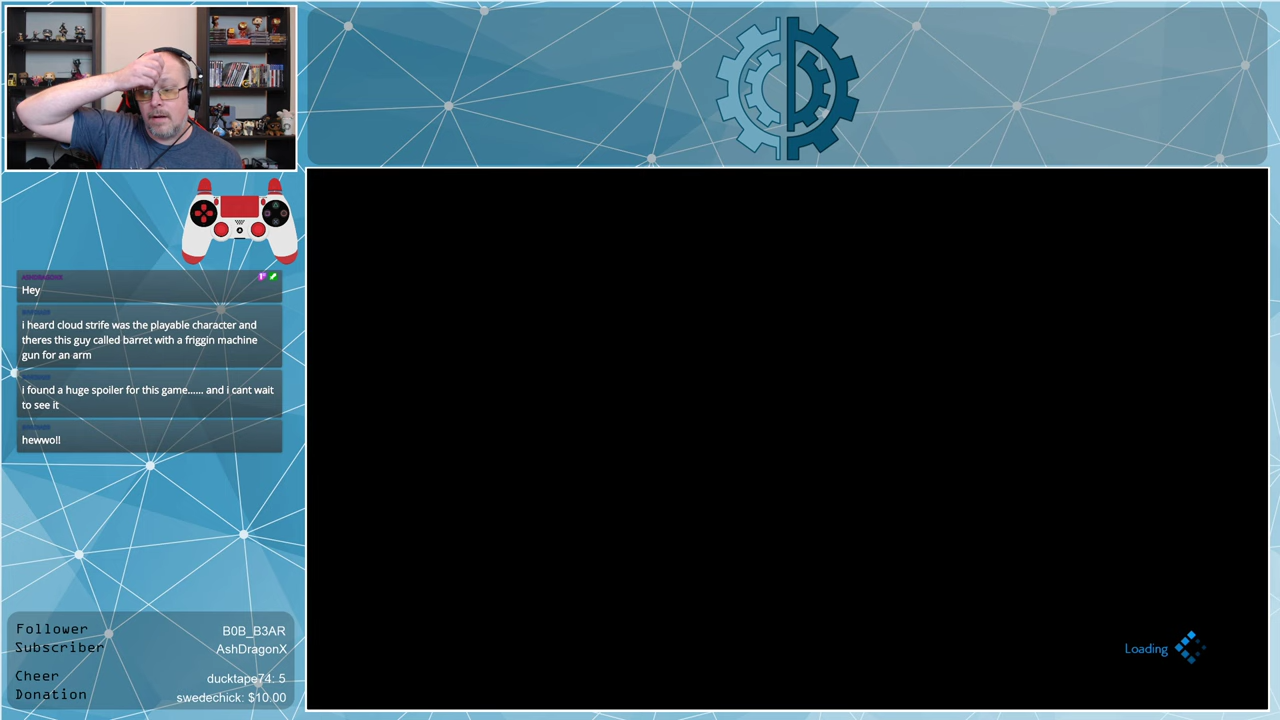 Hey
i heard cloud strife was the playable character and
theres this guy called barret with a friggin machine
gun for an arm
i found a huge spoiler for this game...... and i cant wait
to see it
hewwo!!
Follower B0B_B3AR
Subscriber AshDragonX
Cheer ducktape74: 5
Donation swedechick: $10.00
Loading